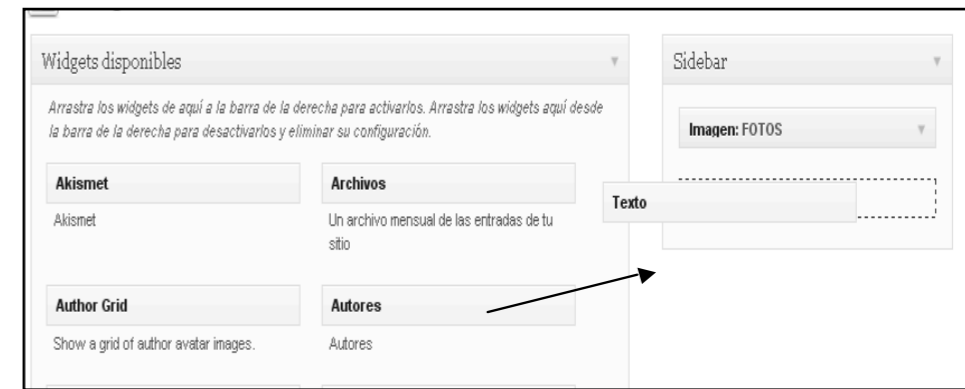 Widgets disponibles
Arrastra los widgets de aquí a la barra de la derecha para activarlos. Arrastra los widgets aquí desde
la barra de la derecha para desactivarlos y eliminar su configuración.
Akismet
Akismet
Archivos
Un archivo mensual de las entradas de tu
sitio
Author Grid
Show a grid of author avatar images.
Autores
Autores
Sidebar
Imagen: FOTOS
Texto